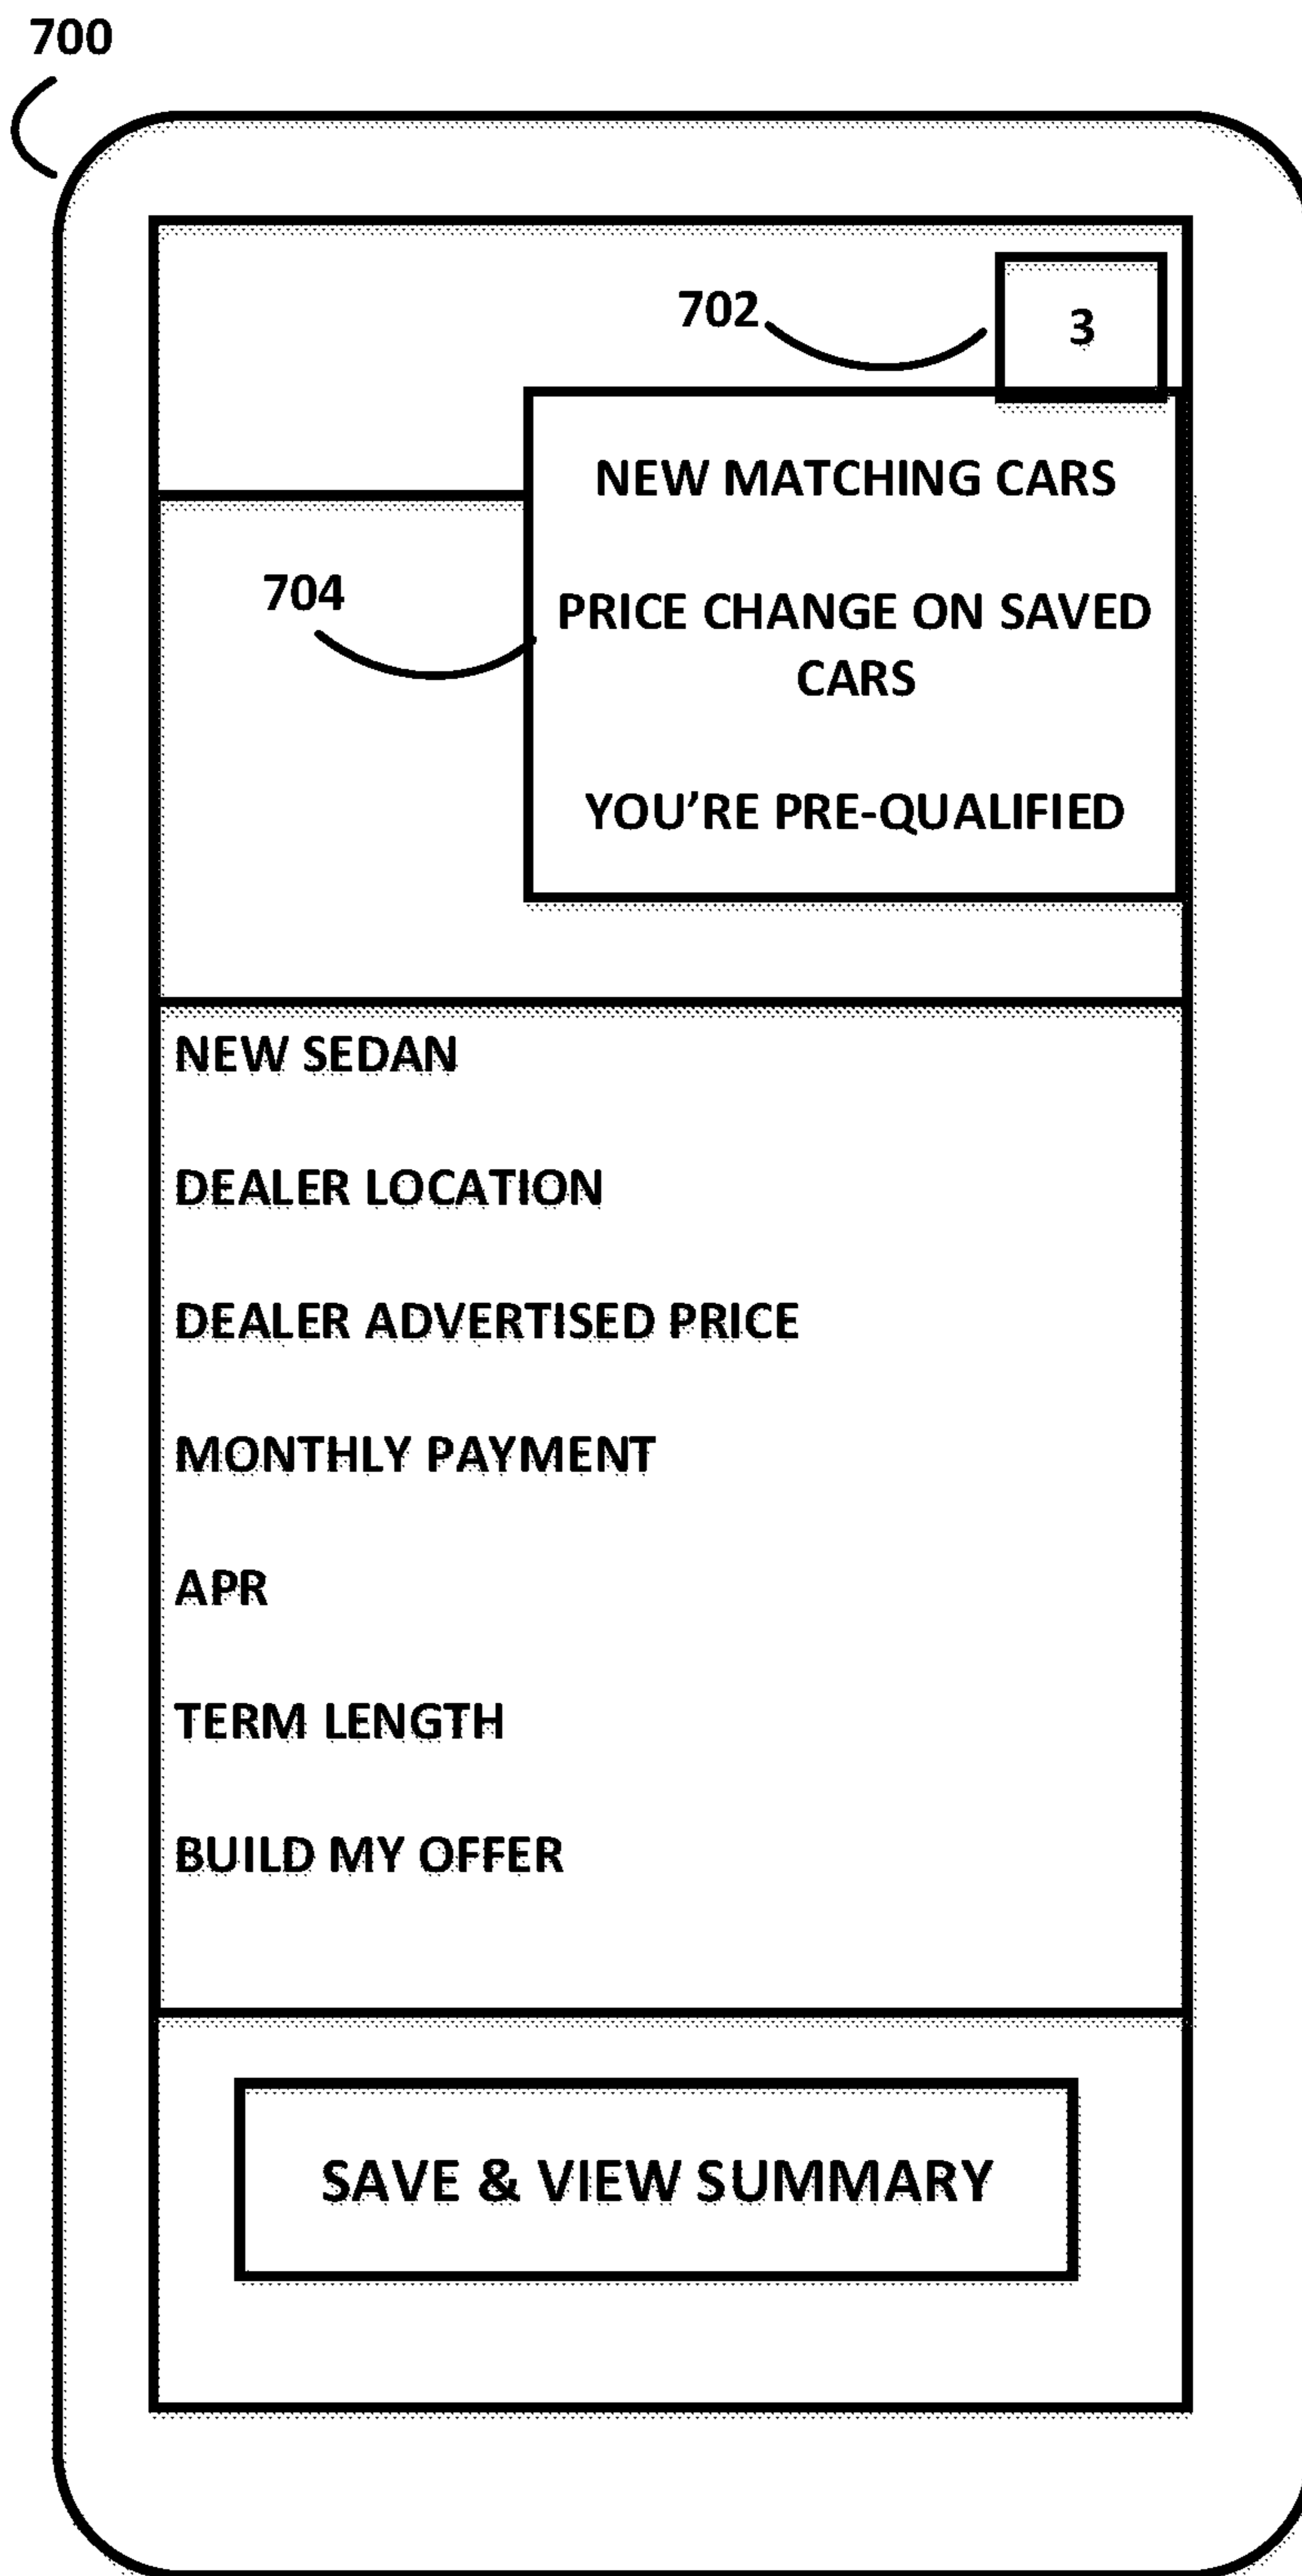 700
702
3
NEW MATCHING CARS
704
PRICE CHANGE ON SAVED
CARS
YOU’RE PRE-QUALIFIED
NEW SEDAN
DEALER LOCATION
DEALER ADVERTISED PRICE
MONTHLY PAYMENT
APR
TERM LENGTH
BUILD MY OFFER
SAVE & VIEW SUMMARY